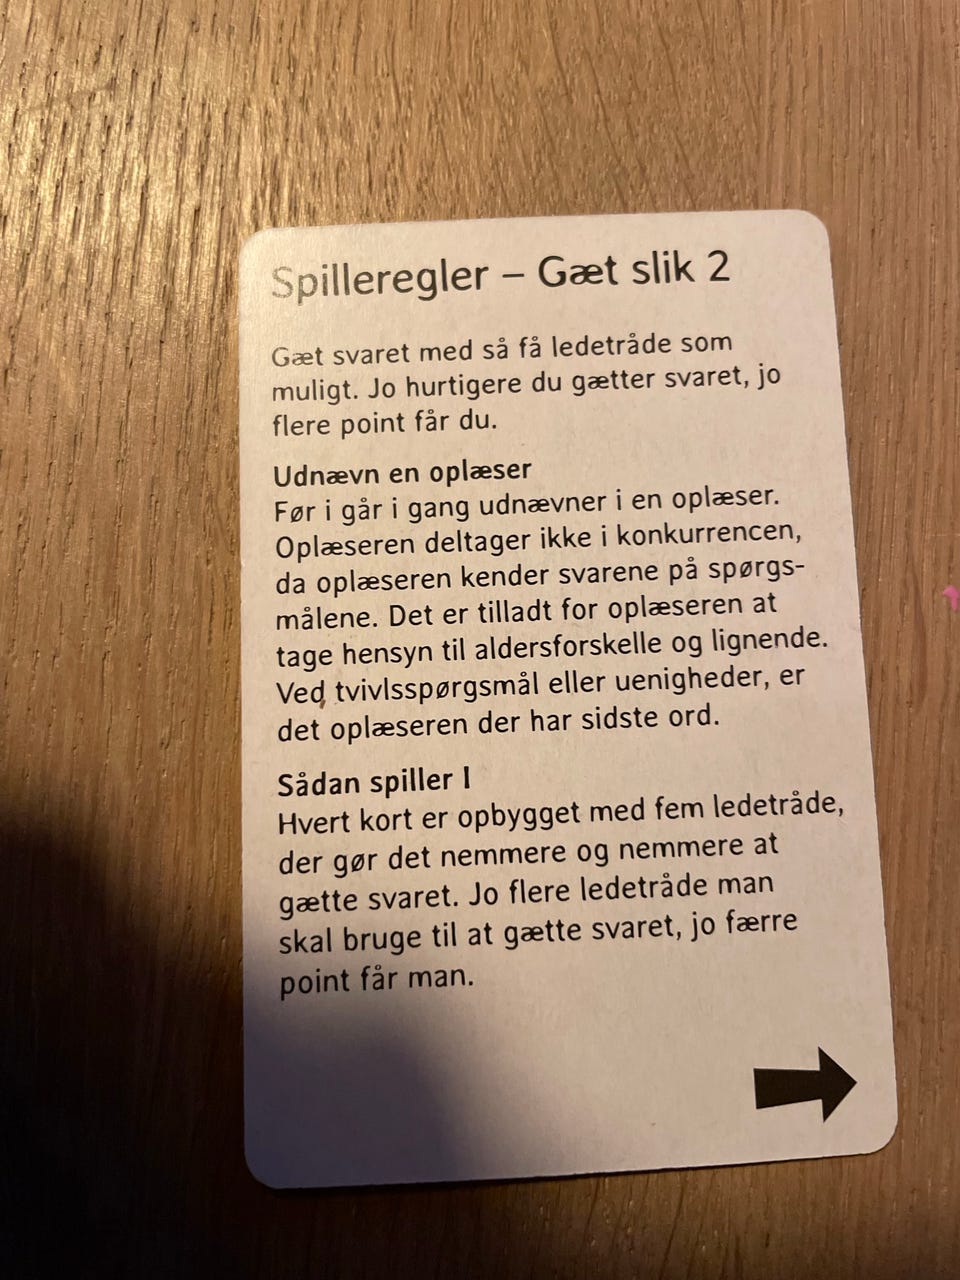 Spilleregler – Gæt slik 2
Gæt svaret med så få ledetråde som
muligt. Jo hurtigere du gætter svaret, jo
flere point får du.
Udnævn en oplæser
Før i går i gang udnævner i en oplæser.
Oplæseren deltager ikke i konkurrencen,
da oplæseren kender svarene på spørgs-
målene. Det er tilladt for oplæseren at
tage hensyn til aldersforskelle og lignende.
Ved tvivlsspørgsmål eller uenigheder, er
det oplæseren der har sidste ord.
Sådan spiller I
Hvert kort er opbygget med fem ledetråde,
der gør det nemmere og nemmere at
gætte svaret. Jo flere ledetråde man
skal bruge til at gætte svaret, jo færre
point får man.